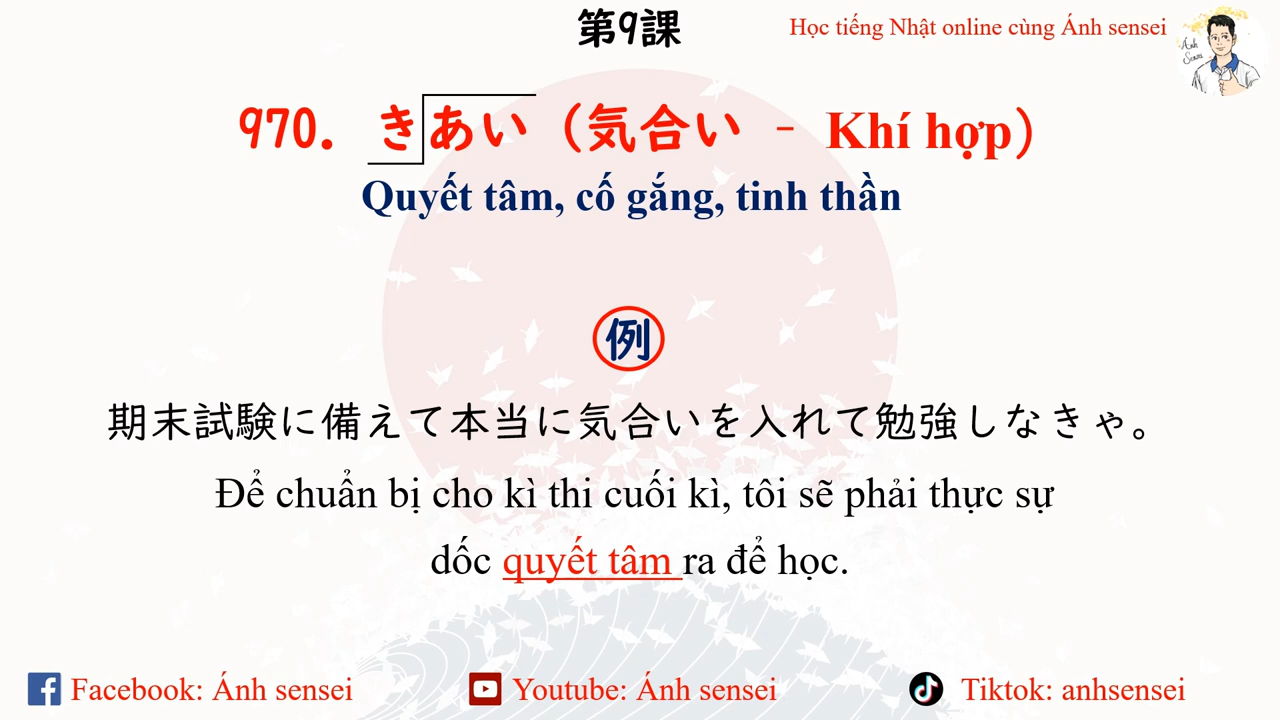 第9課
Học tiếng Nhật online cùng Ánh sensei
Ánh Sensei
970. きあい（気合い - Khí hợp）
Quyết tâm, cố gắng, tinh thần
例
期末試験に備えて本当に気合いを入れて勉強しなきゃ。
Để chuẩn bị cho kì thi cuối kì, tôi sẽ phải thực sự
dốc quyết tâm ra để học.
Facebook: Ánh sensei
Youtube: Ánh sensei
Tiktok: anhsensei